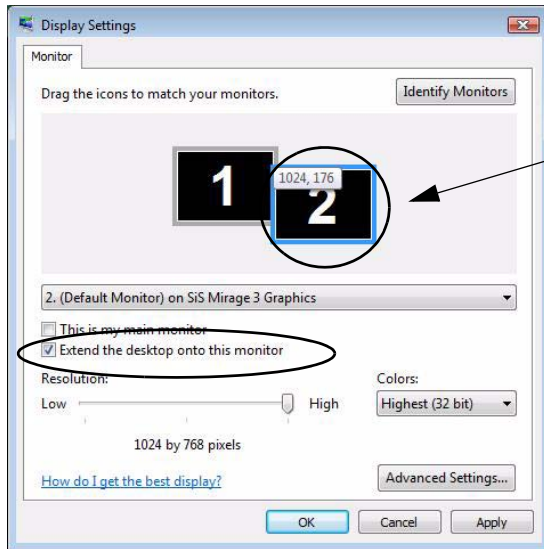 Display Settings
Monitor
Drag the icons to match your monitors.
Identify Monitors
1
1024, 176
2
2. (Default Monitor) on SiS Mirage 3 Graphics
This is my main monitor
Extend the desktop onto this monitor
Resolution:
Colors:
Low
High
Highest (32 bit)
1024 by 768 pixels
How do I get the best display?
Advanced Settings...
OK
Cancel
Apply